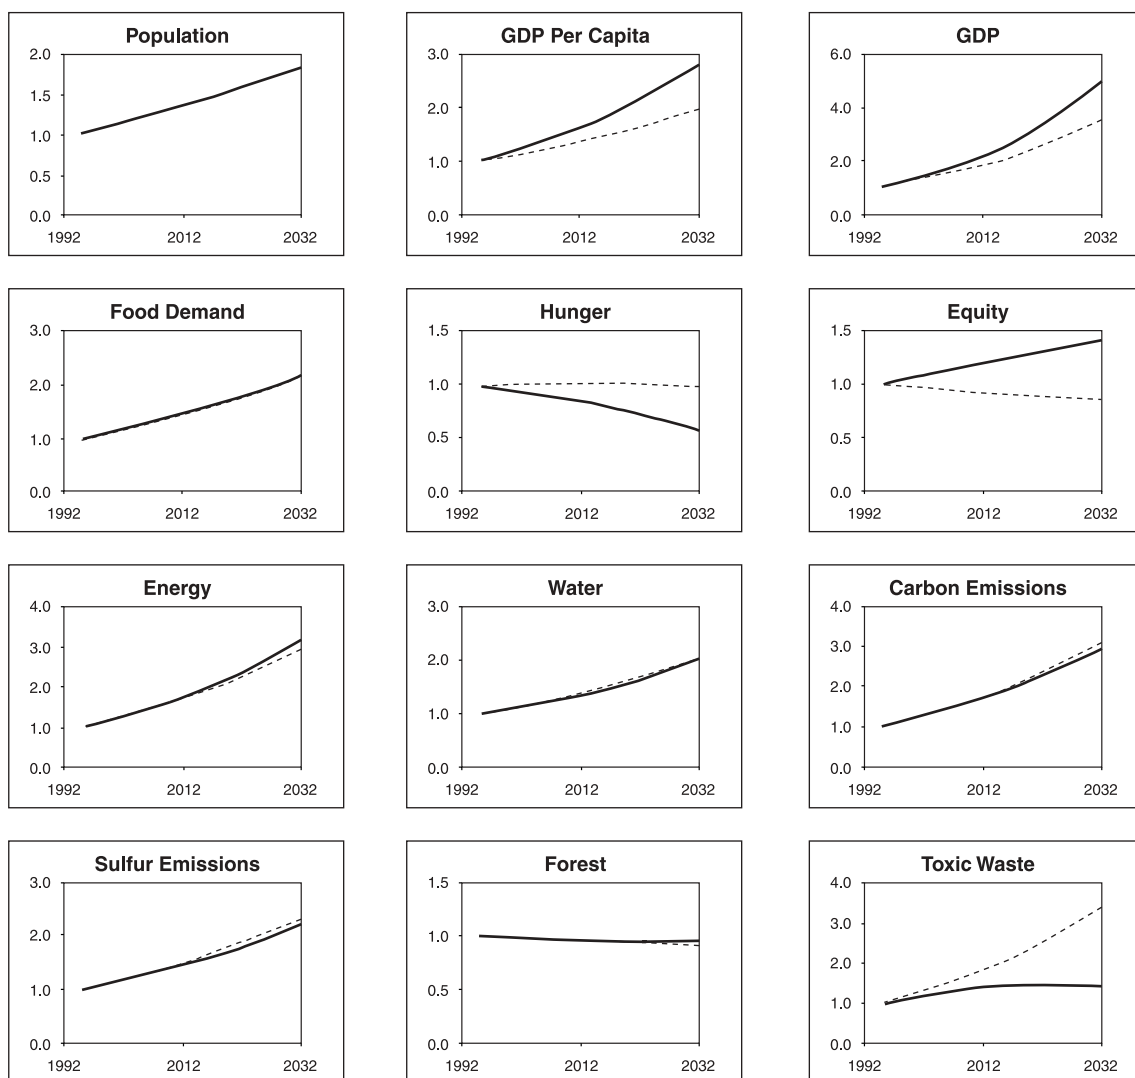 Population
2.0
1.5
1.0
0.5
0.0
1992 2012 2032
GDP Per Capita
3.0
2.0
1.0
0.0
1992 2012 2032
GDP
6.0
4.0
2.0
0.0
1992 2012 2032
Food Demand
3.0
2.0
1.0
0.0
1992 2012 2032
Hunger
1.5
1.0
0.5
0.0
1992 2012 2032
Equity
1.5
1.0
0.5
0.0
1992 2012 2032
Energy
4.0
3.0
2.0
1.0
0.0
1992 2012 2032
Water
3.0
2.0
1.0
0.0
1992 2012 2032
Carbon Emissions
4.0
3.0
2.0
1.0
0.0
1992 2012 2032
Sulfur Emissions
3.0
2.0
1.0
0.0
1992 2012 2032
Forest
1.5
1.0
0.5
0.0
1992 2012 2032
Toxic Waste
4.0
3.0
2.0
1.0
0.0
1992 2012 2032